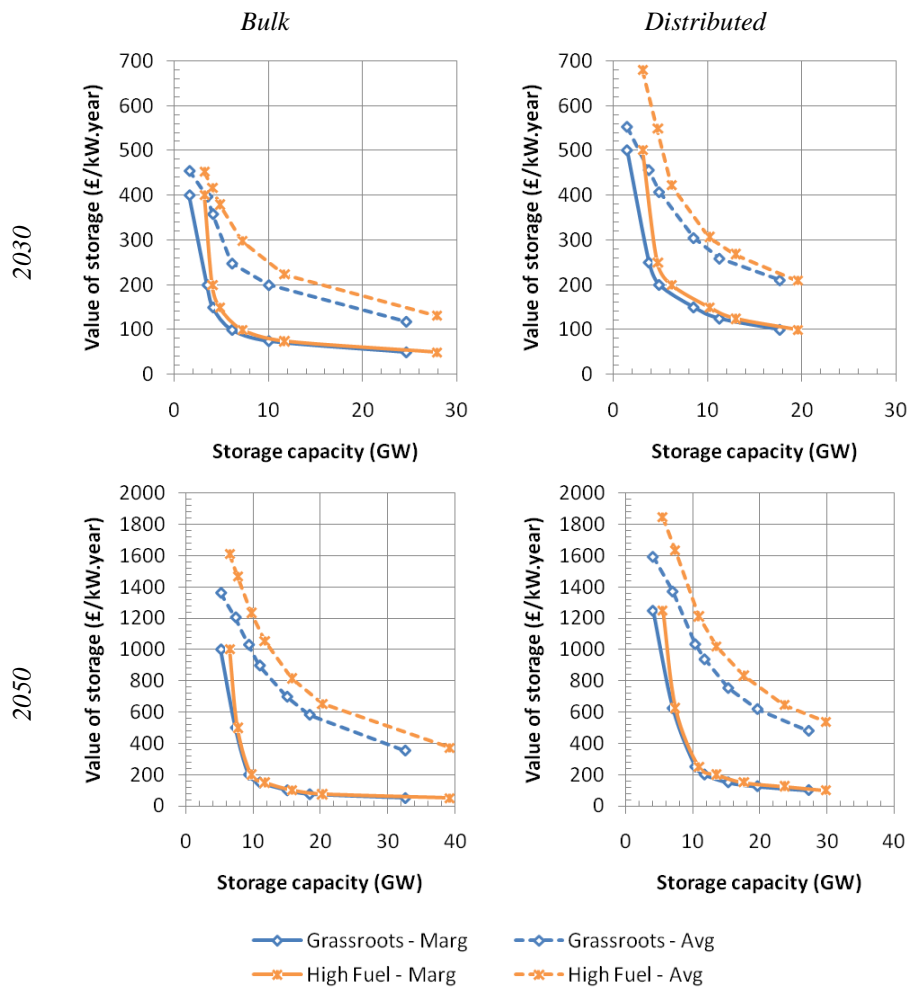 Bulk
Distributed
2030
Value of storage (£/kW.year)
700
600
500
400
300
200
100
0
0 10 20 30
Storage capacity (GW)
Value of storage (£/kW.year)
700
600
500
400
300
200
100
0
0 10 20 30
Storage capacity (GW)
2050
Value of storage (£/kW.year)
2000
1800
1600
1400
1200
1000
800
600
400
200
0
0 10 20 30 40
Storage capacity (GW)
Value of storage (£/kW.year)
2000
1800
1600
1400
1200
1000
800
600
400
200
0
0 10 20 30 40
Storage capacity (GW)
Grassroots - Marg
Grassroots - Avg
High Fuel - Marg
High Fuel - Avg